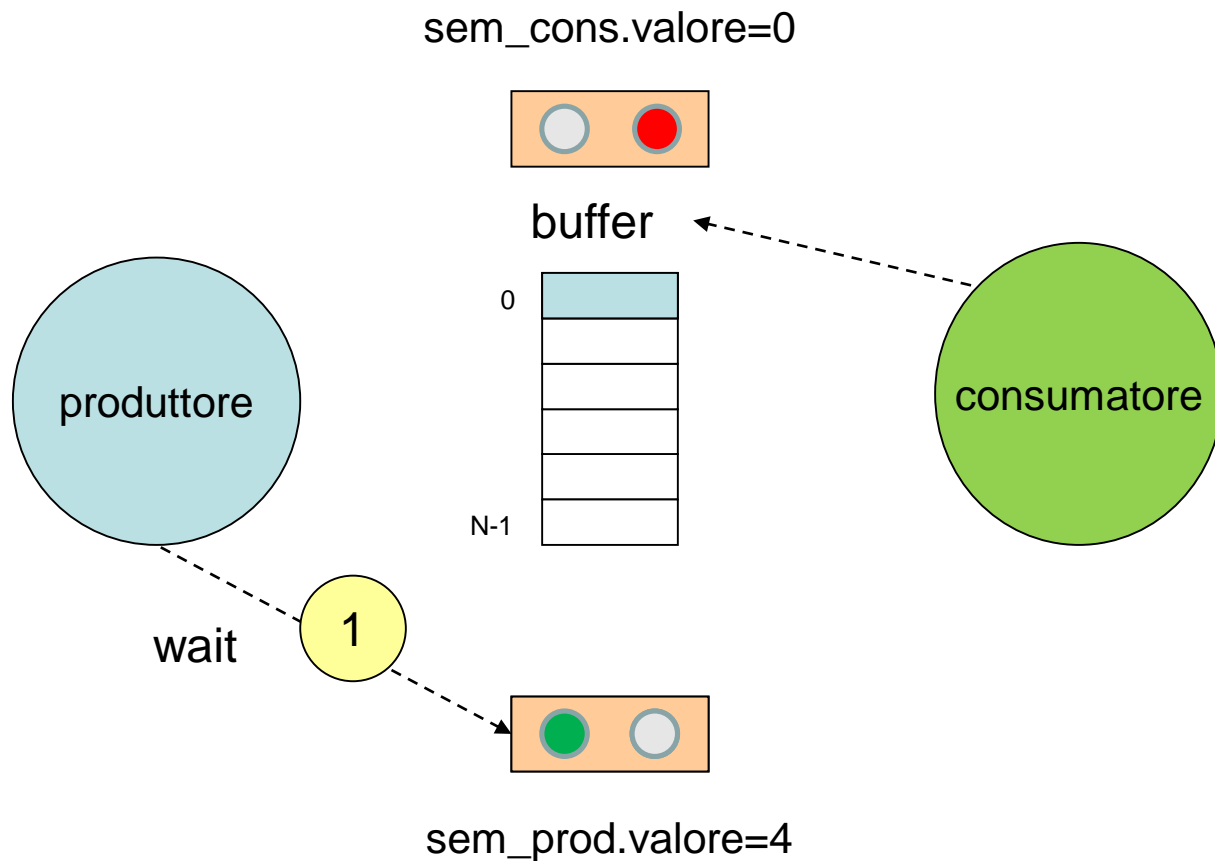 sem_cons.valore=0
buffer
0
produttore
consumatore
N-1
1
wait
sem_prod.valore=4